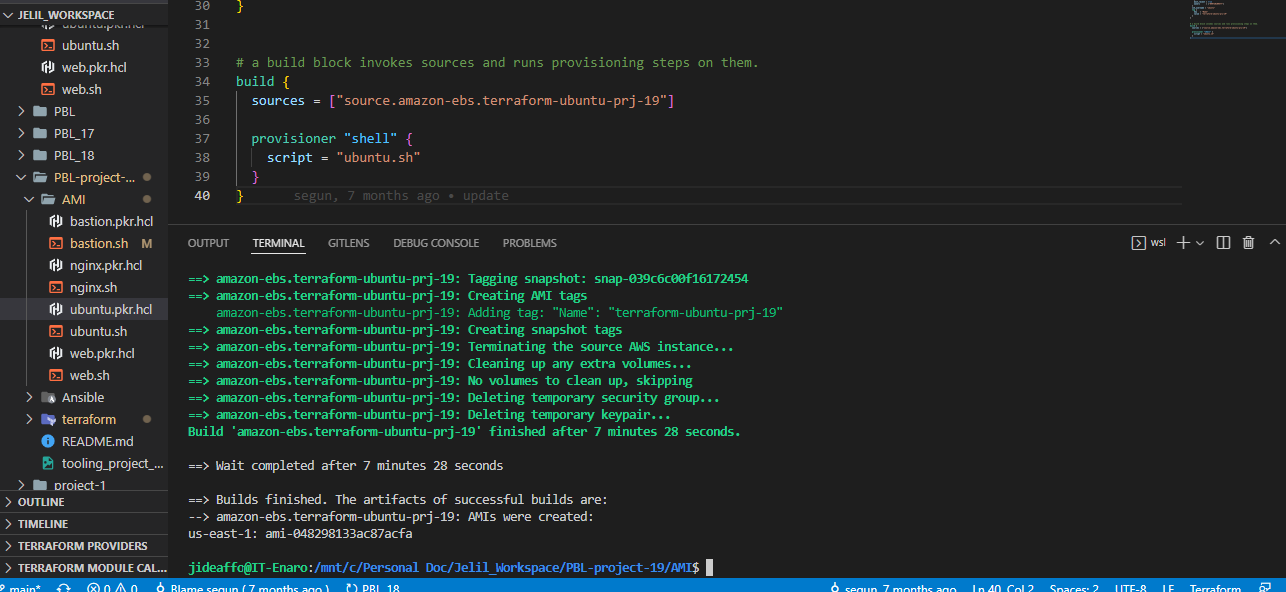 JELIL_WORKSPACE
ubuntu.pkr.hcl
ubuntu.sh
web.pkr.hcl
web.sh
PBL
PBL_17
PBL_18
PBL-project-...
AMI
bastion.pkr.hcl
bastion.sh M
nginx.pkr.hcl
nginx.sh
ubuntu.pkr.hcl
ubuntu.sh
web.pkr.hcl
web.sh
Ansible
terraform
README.md
tooling_project_...
project-1
OUTLINE
TIMELINE
TERRAFORM PROVIDERS
TERRAFORM MODULE CAL...
30 }
31
32
33 # a build block invokes sources and runs provisioning steps on them.
34 build {
35 sources = ["source.amazon-ebs.terraform-ubuntu-prj-19"]
36
37 provisioner "shell" {
38 script = "ubuntu.sh"
39 }
40 } segun, 7 months ago • update
OUTPUT TERMINAL GITLENS DEBUG CONSOLE PROBLEMS wsl
==> amazon-ebs.terraform-ubuntu-prj-19: Tagging snapshot: snap-039c6c00f16172454
==> amazon-ebs.terraform-ubuntu-prj-19: Creating AMI tags
amazon-ebs.terraform-ubuntu-prj-19: Adding tag: "Name": "terraform-ubuntu-prj-19"
==> amazon-ebs.terraform-ubuntu-prj-19: Creating snapshot tags
==> amazon-ebs.terraform-ubuntu-prj-19: Terminating the source AWS instance...
==> amazon-ebs.terraform-ubuntu-prj-19: Cleaning up any extra volumes...
==> amazon-ebs.terraform-ubuntu-prj-19: No volumes to clean up, skipping
==> amazon-ebs.terraform-ubuntu-prj-19: Deleting temporary security group...
==> amazon-ebs.terraform-ubuntu-prj-19: Deleting temporary keypair...
Build 'amazon-ebs.terraform-ubuntu-prj-19' finished after 7 minutes 28 seconds.
==> Wait completed after 7 minutes 28 seconds
==> Builds finished. The artifacts of successful builds are:
--> amazon-ebs.terraform-ubuntu-prj-19: AMIs were created:
us-east-1: ami-048298133ac87acfa
jideaffo@IT-Enaro:/mnt/c/Personal Doc/Jelil_Workspace/PBL-project-19/AMI$
main* 0 0 Blame segun ( 7 months ago ) PBL_18 segun, 7 months ago Ln 40, Col 2 Spaces: 2 UTF-8 LF Terraform